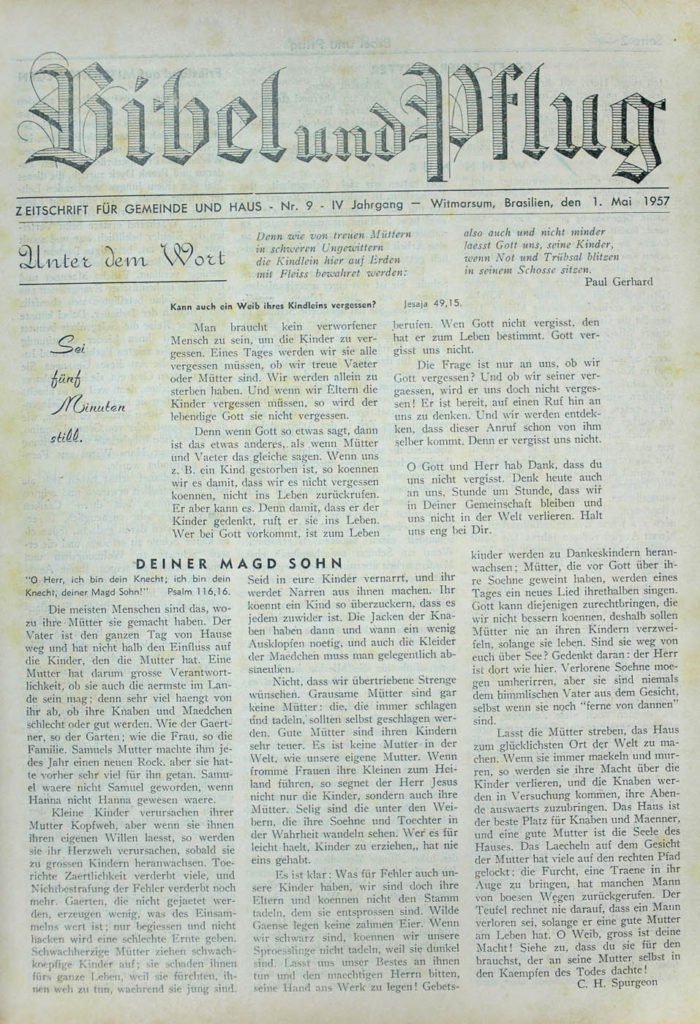 Bibel und Pflug
ZEITSCHRIFT FÜR GEMEINDE UND HAUS - Nr. 9 - IV Jahrgang — Witmarsum, Brasilien, den 1. Mai 1957
Unter dem Wort
Denn wie von treuen Müttern
in schweren Ungewittern
die Kindlein hier auf Erden
mit Fleiss bewahret werden:
also auch und nicht minder
laesst Gott uns, seine Kinder,
wenn Not und Trübsal blitzen
in seinem Schosse sitzen.
Paul Gerhard
Kann auch ein Weib ihres Kindleins vergessen? Jesaja 49,15.
Sei
fünf
Minuten
still.
Man braucht kein verworfener
Mensch zu sein, um die Kinder zu ver-
gessen. Eines Tages werden wir sie alle
vergessen müssen, ob wir treue Vaeter
oder Mütter sind. Wir werden allein zu
sterben haben. Und wenn wir Eltern die
Kinder vergessen müssen, so wird der
lebendige Gott sie nicht vergessen.
Denn wenn Gott so etwas sagt, dann
ist das etwas anderes, als wenn Mütter
und Vaeter das gleiche sagen. Wenn uns
z. B. ein Kind gestorben ist, so koennen
wir es damit, dass wir es nicht vergessen
koennen, nicht ins Leben zurückrufen.
Er aber kann es. Denn damit, dass er der
Kinder gedenkt, ruft er sie ins Leben.
Wer bei Gott vorkommt, ist zum Leben
berufen. Wen Gott nicht vergisst, den
hat er zum Leben bestimmt. Gott ver-
gisst uns nicht.
Die Frage ist nur an uns, ob wir
Gott vergessen? Und ob wir seiner ver-
gaessen, wird er uns doch nicht verges-
sen! Er ist bereit, auf einen Ruf hin an
uns zu denken. Und wir werden entdek-
ken, dass dieser Anruf schon von ihm
selber kommt. Denn er vergisst uns nicht.
O Gott und Herr hab Dank, dass du
uns nicht vergisst. Denk heute auch
an uns, Stunde um Stunde, dass wir
in Deiner Gemeinschaft bleiben und
uns nicht in der Welt verlieren. Halt
uns eng bei Dir.
DEINER MAGD SOHN
"O Herr, ich bin dein Knecht; ich bin dein
Knecht, deiner Magd Sohn!" Psalm 116,16.
Die meisten Menschen sind das, wo-
zu ihre Mütter sie gemacht haben. Der
Vater ist den ganzen Tag von Hause
weg und hat nicht halb den Einfluss auf
die Kinder, den die Mutter hat. Eine
Mutter hat darum grosse Verantwort-
lichkeit, ob sie auch die aermste im Lan-
de sein mag; denn sehr viel haengt von
ihr ab, ob ihre Knaben und Maedchen
schlecht oder gut werden. Wie der Gaert-
ner, so der Garten; wie die Frau, so die
Familie. Samuels Mutter machte ihm je-
des Jahr einen neuen Rock. aber sie hat-
te vorher sehr viel für ihn getan. Samu-
el waere nicht Samuel geworden, wenn
Hanna nicht Hanna gewesen waere.
Kleine Kinder verursachen ihrer
Mutter Kopfweh, aber wenn sie ihnen
ihren eigenen Willen laesst, so werden
sie ihr Herzweh verursachen, sobald sie
zu grossen Kindern heranwachsen. Toe-
richte Zaertlichkeit verderbt viele, und
Nichtbestrafung der Fehler verderbt noch
mehr. Gaerten, die nicht gejaetet wer-
den, erzeugen wenig, was des Einsam-
melns wert ist; nur begiessen und nicht
hacken wird eine schlechte Ernte geben.
Schwachherzige Mütter ziehen schwach-
koepfige Kinder auf; sie schaden ihnen
fürs ganze Leben, weil sie fürchten, ih-
nen weh zu tun, waehrend sie jung sind.
Seid in eure Kinder vernarrt, und ihr
werdet Narren aus ihnen machen. Ihr
koennt ein Kind so überzuckern, dass es
jedem zuwider ist. Die Jacken der Kna-
ben haben dann und wann ein wenig
Ausklopfen noetig, und auch die Kleider
der Maedchen muss man gelegentlich ab-
staeuben.
Nicht, dass wir übertriebene Strenge
wünschen. Grausame Mütter sind gar
keine Mütter: die, die immer schlagen
und tadeln, sollten selbst geschlagen wer-
den. Gute Mütter sind ihren Kindern
sehr teuer. Es ist keine Mutter in der
Welt, wie unsere eigene Mutter. Wenn
fromme Frauen ihre Kleinen zum Hei-
land führen, so segnet der Herr Jesus
nicht nur die Kinder, sondern auch ihre
Mütter. Selig sind die unter den Wei-
bern, die ihre Soehne und Toechter in
der Wahrheit wandeln sehen. Wer es für
leicht haelt, Kinder zu erziehen,, hat nie
eins gehabt.
Es ist klar: Was für Fehler auch un-
sere Kinder haben, wir sind doch ihre
Eltern und koennen nicht den Stamm
tadeln, dem sie entsprossen sind. Wilde
Gaense legen keine zahmen Eier. Wenn
wir schwarz sind, koennen wir unsere
Sproesslinge nicht tadeln, weil sie dunkel
sind. Lasst uns unser Bestes an ihnen
tun und den maechtigen Herrn bitten,
seine Hand ans Werk zu legen! Gebets-
kinder werden zu Dankeskindern heran-
wachsen; Mütter, die vor Gott über ih-
re Soehne geweint haben, werden eines
Tages ein neues Lied ihrethalben singen.
Gott kann diejenigen zurechtbringen, die
wir nicht bessern koennen, deshalb sollen
Mütter nie an ihren Kindern verzwei-
feln, solange sie leben. Sind sie weg von
euch über See? Gedenkt daran: der Herr
ist dort wie hier. Verlorene Soehne moe-
gen umherirren, aber sie sind niemals
dem himmlischen Vater aus dem Gesicht,
selbst wenn sie noch "ferne von dannen"
sind.
Lasst die Mütter streben, das Haus
zum glücklichsten Ort der Welt zu ma-
chen. Wenn sie immer maekeln und mur-
ren, so werden sie ihre Macht über die
Kinder verlieren, und die Knaben wer-
den in Versuchung kommen, ihre Aben-
de auswaerts zuzubringen. Das Haus ist
der beste Platz für Knaben und Maenner,
und eine gute Mutter ist die Seele des
Hauses. Das Laecheln auf dem Gesicht
der Mutter hat viele auf den rechten Pfad
gelockt; die Furcht, eine Traene in ihr
Auge zu bringen, hat manchen Mann
von boesen Wegen zurückgerufen. Der
Teufel rechnet nie darauf, dass ein Mann
verloren sei, solange er eine gute Mutter
am Leben hat. O Weib, gross ist deine
Macht! Siehe zu, dass du sie für den
brauchst, der an seine Mutter selbst in
den Kaempfen des Todes dachte!
C. H. Spurgeon